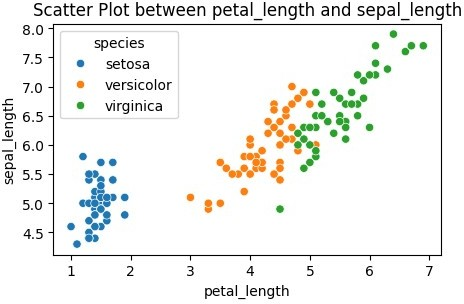 Scatter Plot between petal_length and sepal_length
species
setosa
versicolor
virginica
sepal_length
8.0
7.5
7.0
6.5
6.0
5.5
5.0
4.5
1 2 3 4 5 6 7
petal_length